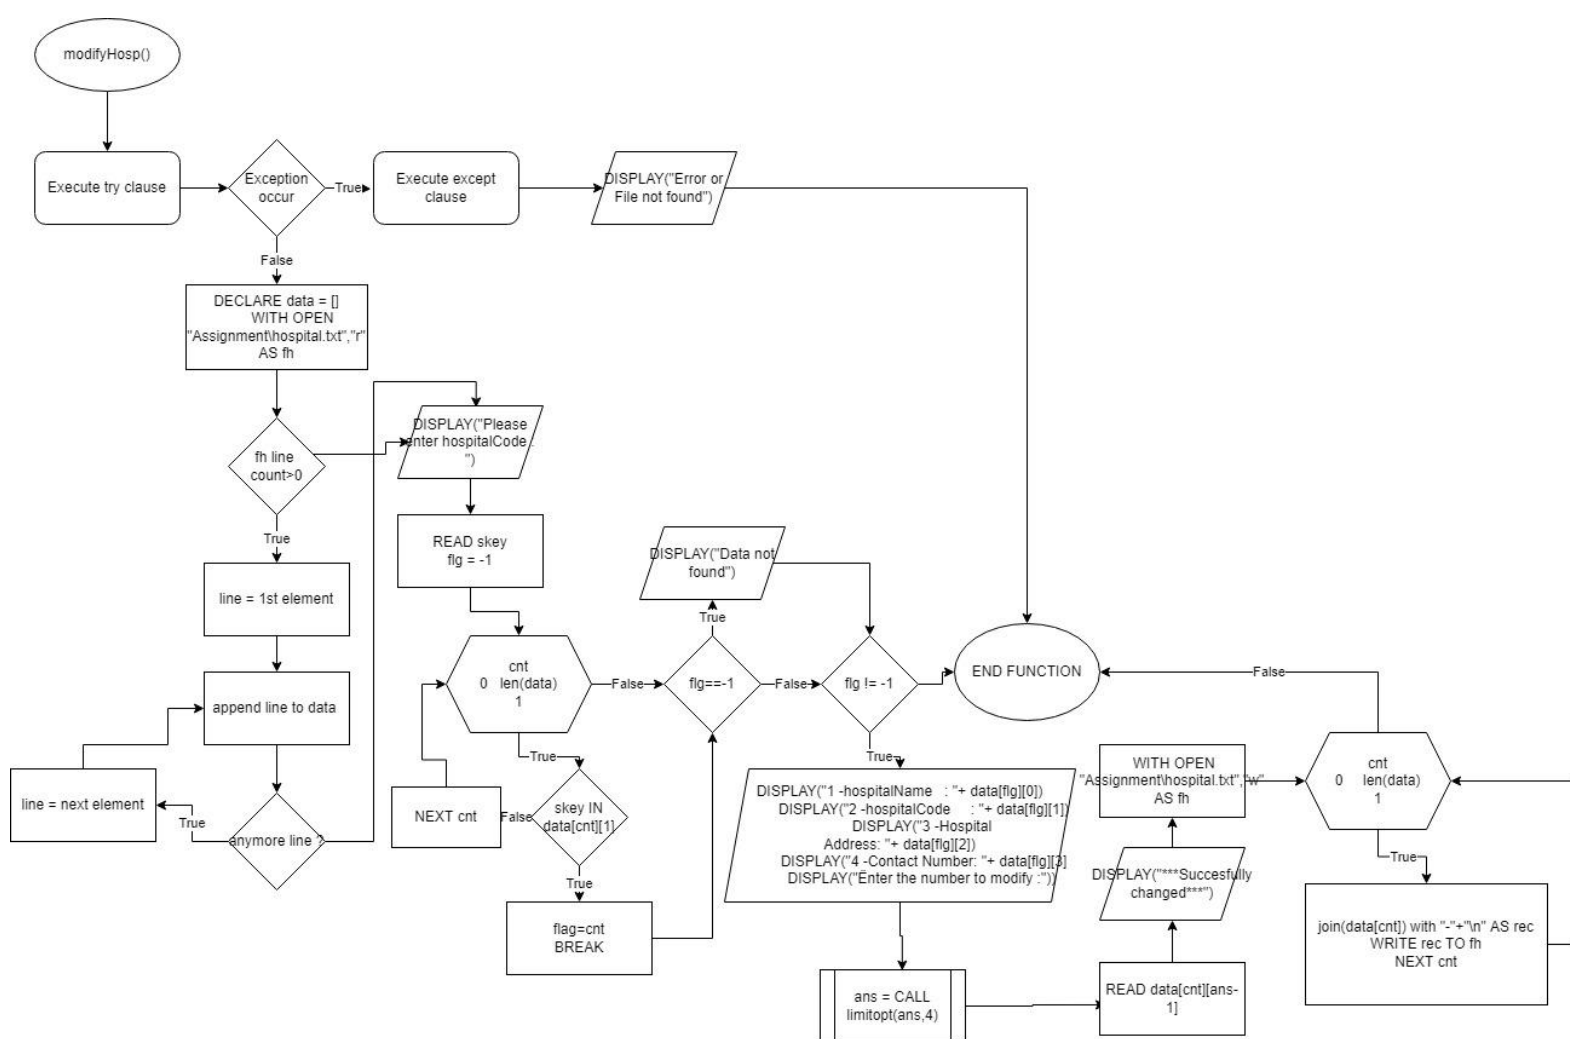 modifyHosp()
Execute try clause
Exception
occur
True
Execute except
clause
DISPLAY("Error or
File not found")
False
DECLARE data = []
WITH OPEN
"Assignment\hospital.txt","r"
AS fh
fh line
count>0
True
line = 1st element
append line to data
line = next element
True
anymore line ?
DISPLAY("Please
enter hospitalCode :
")
READ skey
flg = -1
cnt
0 len(data)
1
False
True
NEXT cnt
False
skey IN
data[cnt][1]
True
flag=cnt
BREAK
DISPLAY("Data not
found")
True
flg==-1
False
flg != -1
True
END FUNCTION
DISPLAY("1 -hospitalName : "+ data[flg][0])
DISPLAY("2 -hospitalCode : "+ data[flg][1])
DISPLAY("3 -Hospital
Address: "+ data[flg][2])
DISPLAY("4 -Contact Number: "+ data[flg][3]
DISPLAY("Enter the number to modify :"))
ans = CALL
limitopt(ans,4)
READ data[cnt][ans-
1]
DISPLAY("***Succesfully
changed***")
WITH OPEN
"Assignment\hospital.txt","w"
AS fh
cnt
0 len(data)
1
False
True
join(data[cnt]) with "-"+"\n" AS rec
WRITE rec TO fh
NEXT cnt